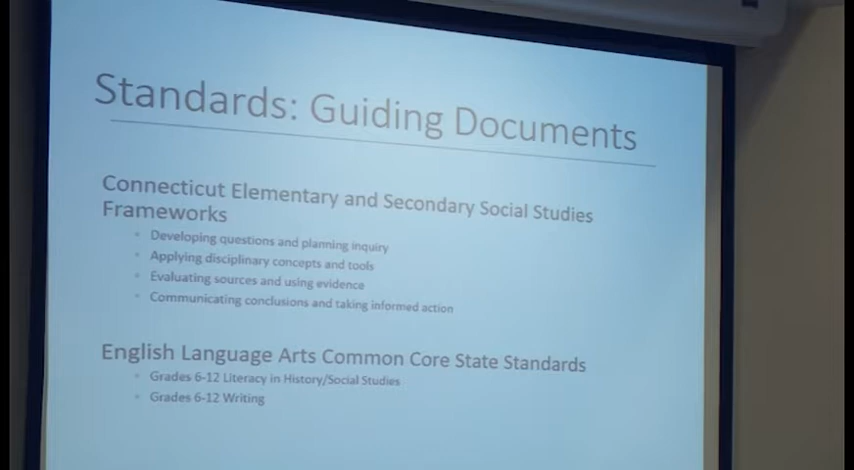 Standards: Guiding Documents
Connecticut Elementary and Secondary Social Studies
Frameworks
Developing questions and planning inquiry
Applying disciplinary concepts and tools
Evaluating sources and using evidence
Communicating conclusions and taking informed action
English Language Arts Common Core State Standards
Grades 6-12 Literacy in History/Social Studies
Grades 6-12 Writing